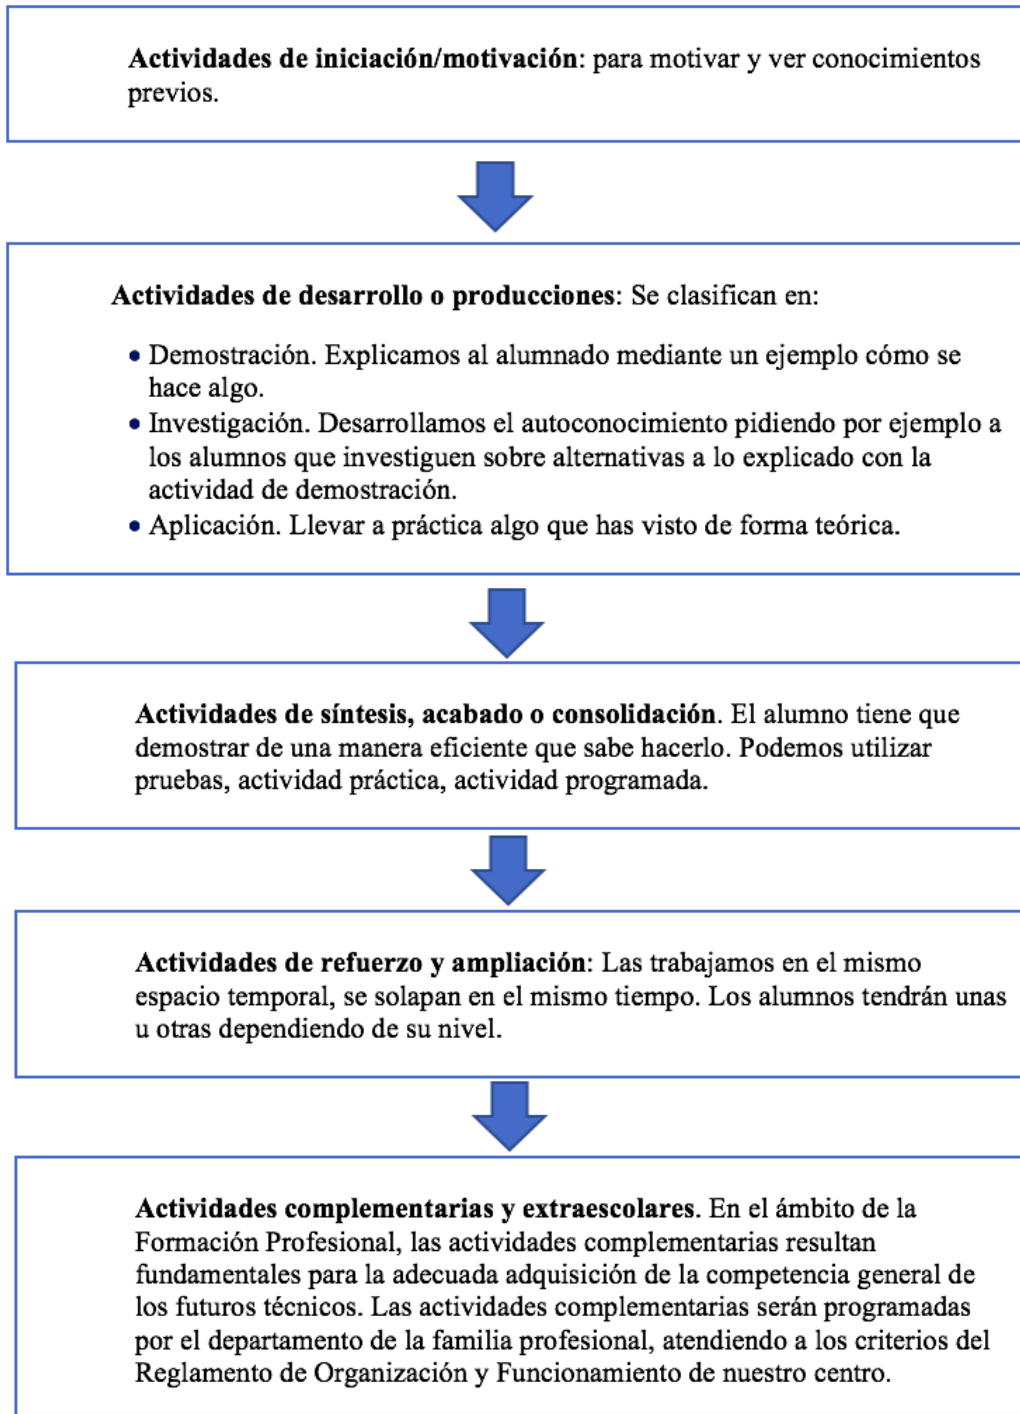 Actividades de iniciación/motivación: para motivar y ver conocimientos
previos.
Actividades de desarrollo o producciones: Se clasifican en:
• Demostración. Explicamos al alumnado mediante un ejemplo cómo se
hace algo.
• Investigación. Desarrollamos el autoconocimiento pidiendo por ejemplo a
los alumnos que investiguen sobre alternativas a lo explicado con la
actividad de demostración.
• Aplicación. Llevar a práctica algo que has visto de forma teórica.
Actividades de síntesis, acabado o consolidación. El alumno tiene que
demostrar de una manera eficiente que sabe hacerlo. Podemos utilizar
pruebas, actividad práctica, actividad programada.
Actividades de refuerzo y ampliación: Las trabajamos en el mismo
espacio temporal, se solapan en el mismo tiempo. Los alumnos tendrán unas
u otras dependiendo de su nivel.
Actividades complementarias y extraescolares. En el ámbito de la
Formación Profesional, las actividades complementarias resultan
fundamentales para la adecuada adquisición de la competencia general de
los futuros técnicos. Las actividades complementarias serán programadas
por el departamento de la familia profesional, atendiendo a los criterios del
Reglamento de Organización y Funcionamiento de nuestro centro.